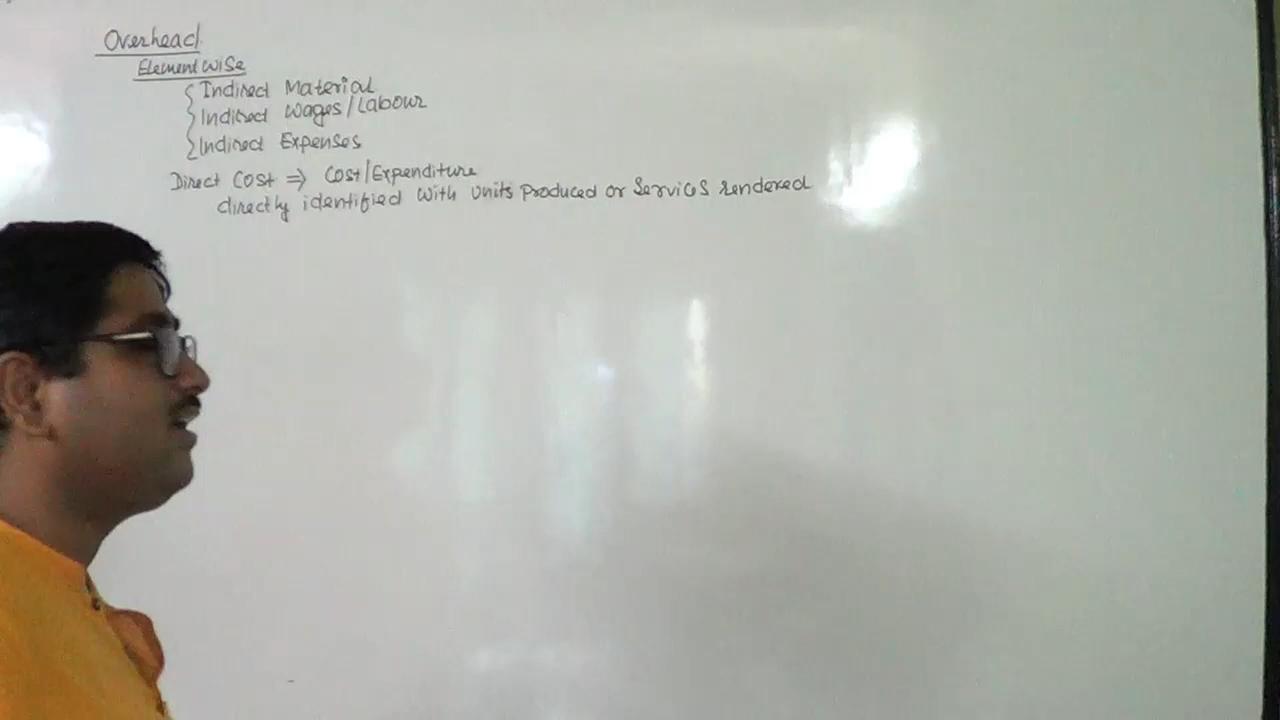 Overhead
Element wise
Indirect Material
Indirect Wages/Labour
Indirect Expenses
Direct Cost ⇒ Cost/Expenditure
directly identified with units produced or Services rendered